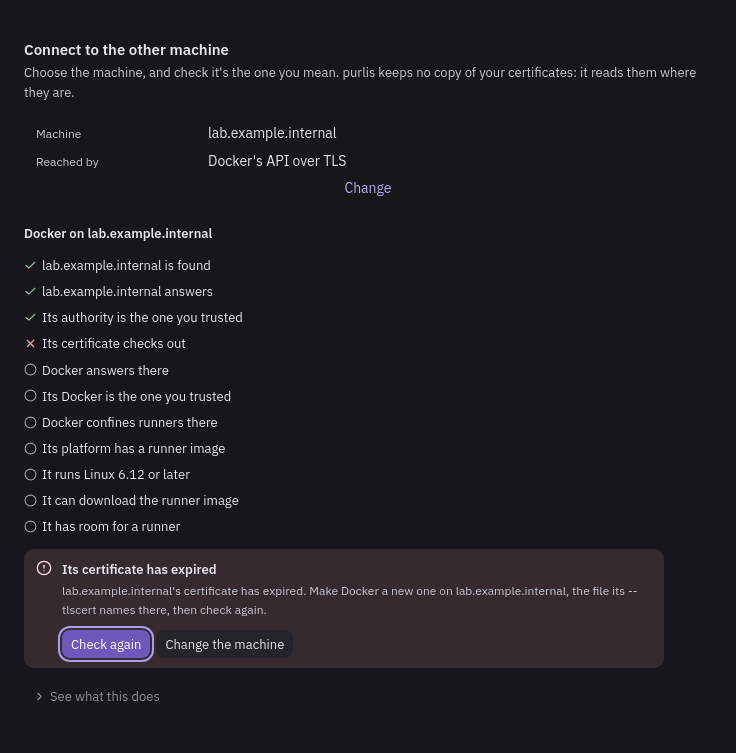 Connect to the other machine
Choose the machine, and check it's the one you mean. purlis keeps no copy of your certificates: it reads them where
they are.
Machine
lab.example.internal
Reached by
Docker's API over TLS
Change
Docker on lab.example.internal
lab.example.internal is found
lab.example.internal answers
Its authority is the one you trusted
Its certificate checks out
Docker answers there
Its Docker is the one you trusted
Docker confines runners there
Its platform has a runner image
It runs Linux 6.12 or later
It can download the runner image
It has room for a runner
Its certificate has expired
lab.example.internal's certificate has expired. Make Docker a new one on lab.example.internal, the file its --
tlscert names there, then check again.
Check again
Change the machine
See what this does